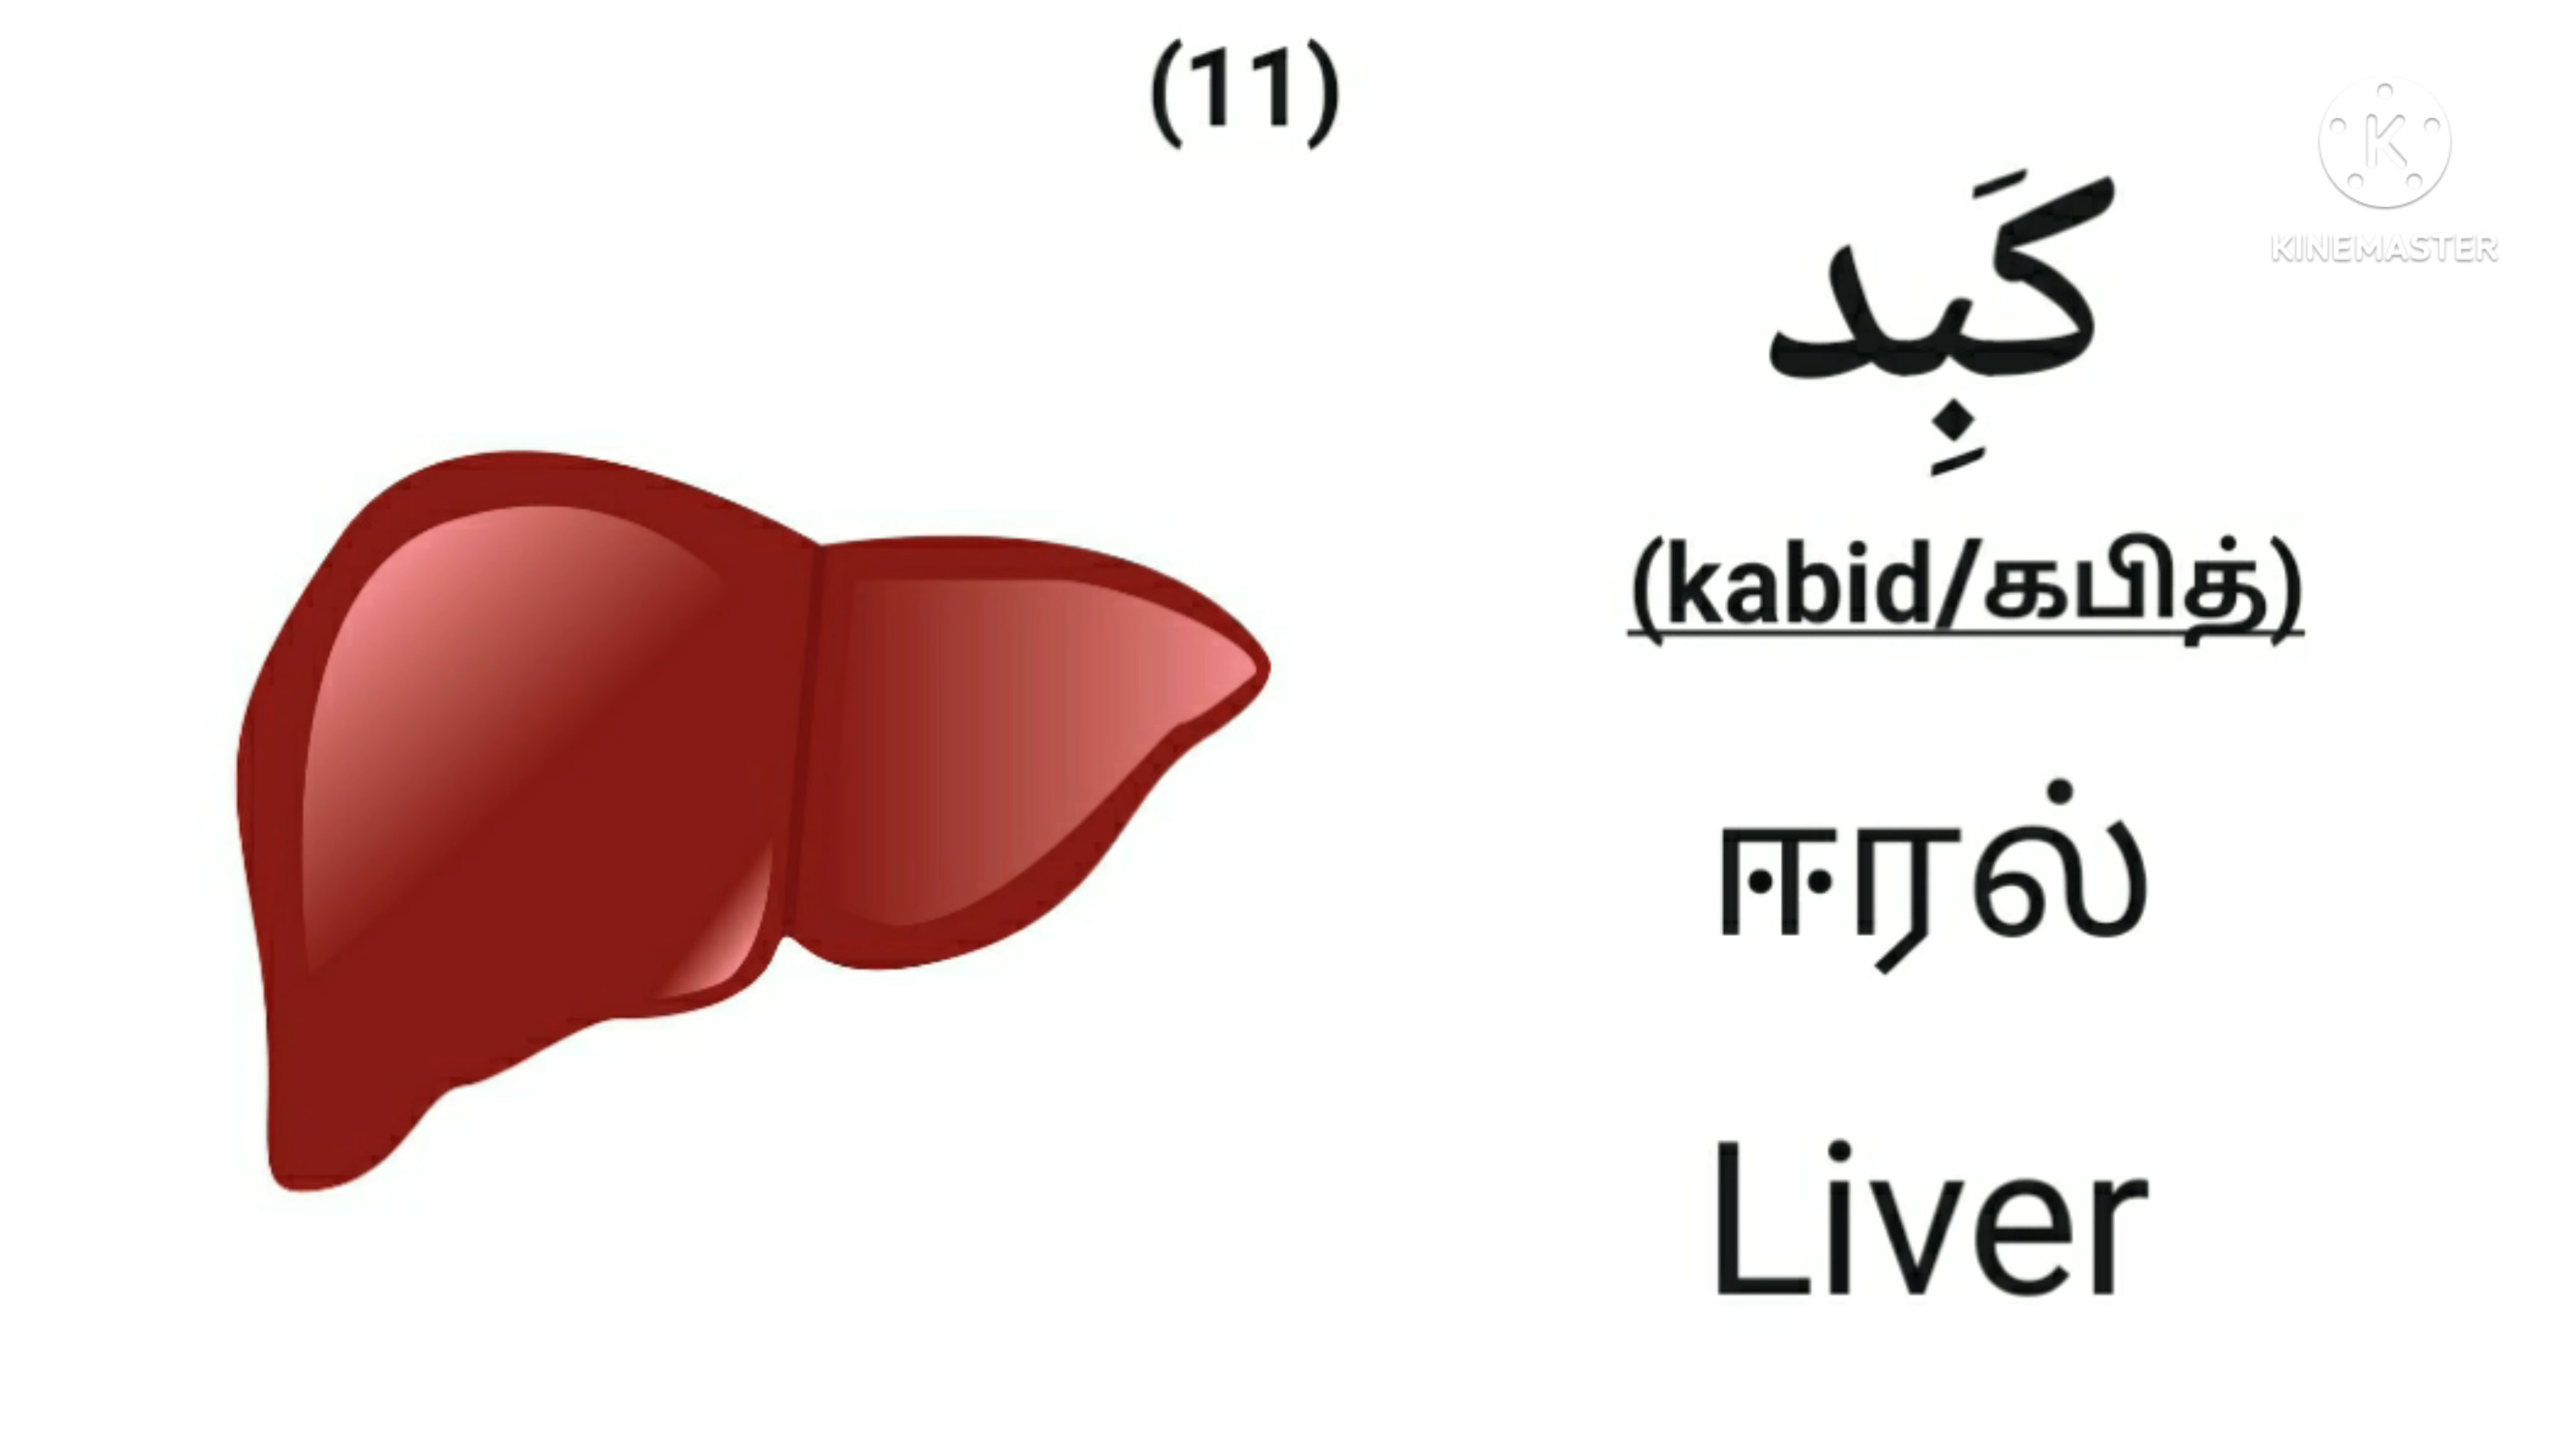 (11)
K
KINEMASTER
كَبِد
(kabid/கபித்)
ஈரல்
Liver